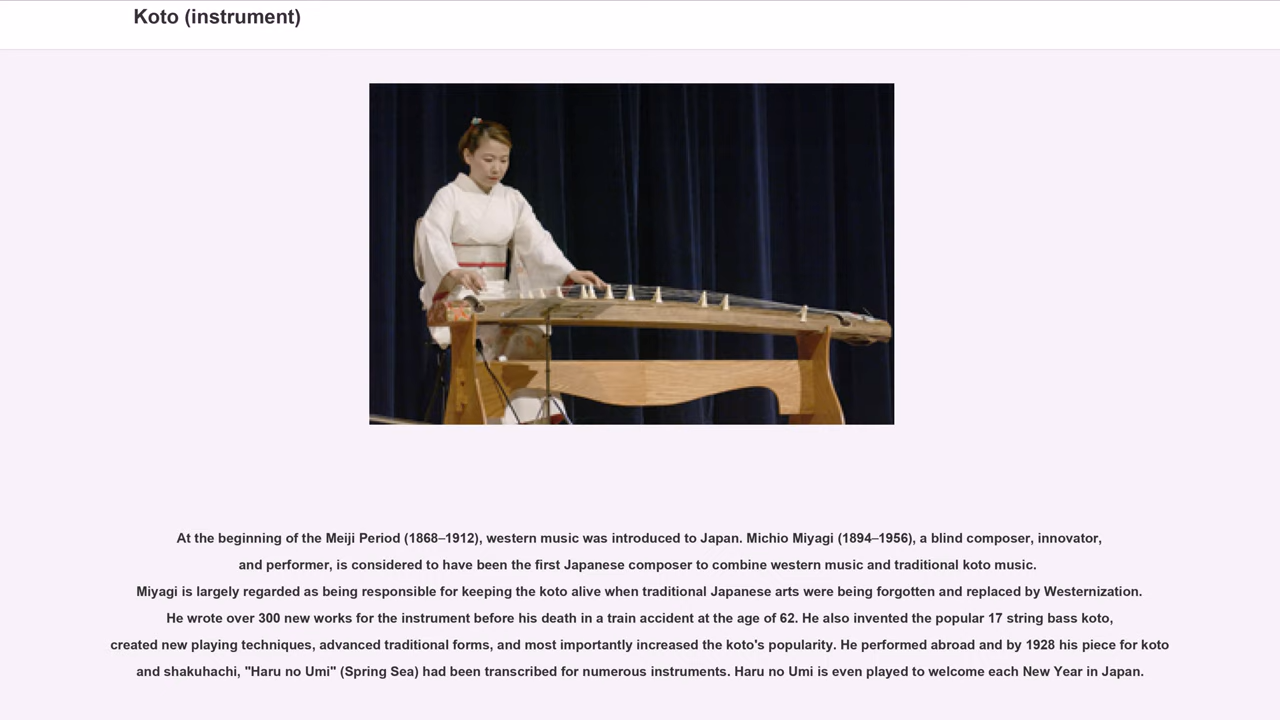 Koto (instrument)
At the beginning of the Meiji Period (1868–1912), western music was introduced to Japan. Michio Miyagi (1894–1956), a blind composer, innovator,
and performer, is considered to have been the first Japanese composer to combine western music and traditional koto music.
Miyagi is largely regarded as being responsible for keeping the koto alive when traditional Japanese arts were being forgotten and replaced by Westernization.
He wrote over 300 new works for the instrument before his death in a train accident at the age of 62. He also invented the popular 17 string bass koto,
created new playing techniques, advanced traditional forms, and most importantly increased the koto's popularity. He performed abroad and by 1928 his piece for koto
and shakuhachi, "Haru no Umi" (Spring Sea) had been transcribed for numerous instruments. Haru no Umi is even played to welcome each New Year in Japan.